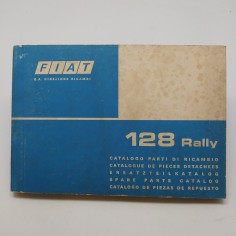 FIAT
S.p.A. DIREZIONE RICAMBI
128 Rally
CATALOGO PARTI DI RICAMBIO
CATALOGUE DE PIECES DETACHEES
ERSATZTEILKATALOG
SPARE PARTS CATALOG
CATALOGO DE PIEZAS DE REPUESTO